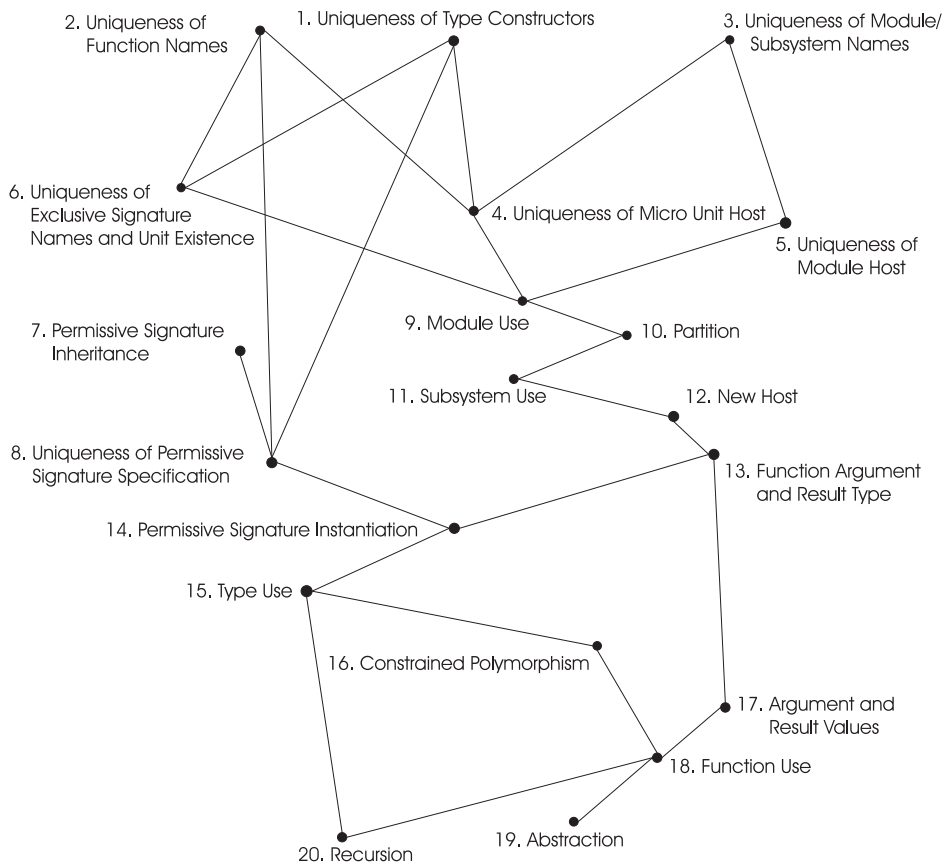 2. Uniqueness of
Function Names
1. Uniqueness of Type Constructors
3. Uniqueness of Module/
Subsystem Names
6. Uniqueness of
Exclusive Signature
Names and Unit Existence
4. Uniqueness of Micro Unit Host
5. Uniqueness of
Module Host
9. Module Use
7. Permissive Signature
Inheritance
10. Partition
11. Subsystem Use
12. New Host
8. Uniqueness of Permissive
Signature Specification
13. Function Argument
and Result Type
14. Permissive Signature Instantiation
15. Type Use
16. Constrained Polymorphism
17. Argument and
Result Values
18. Function Use
19. Abstraction
20. Recursion